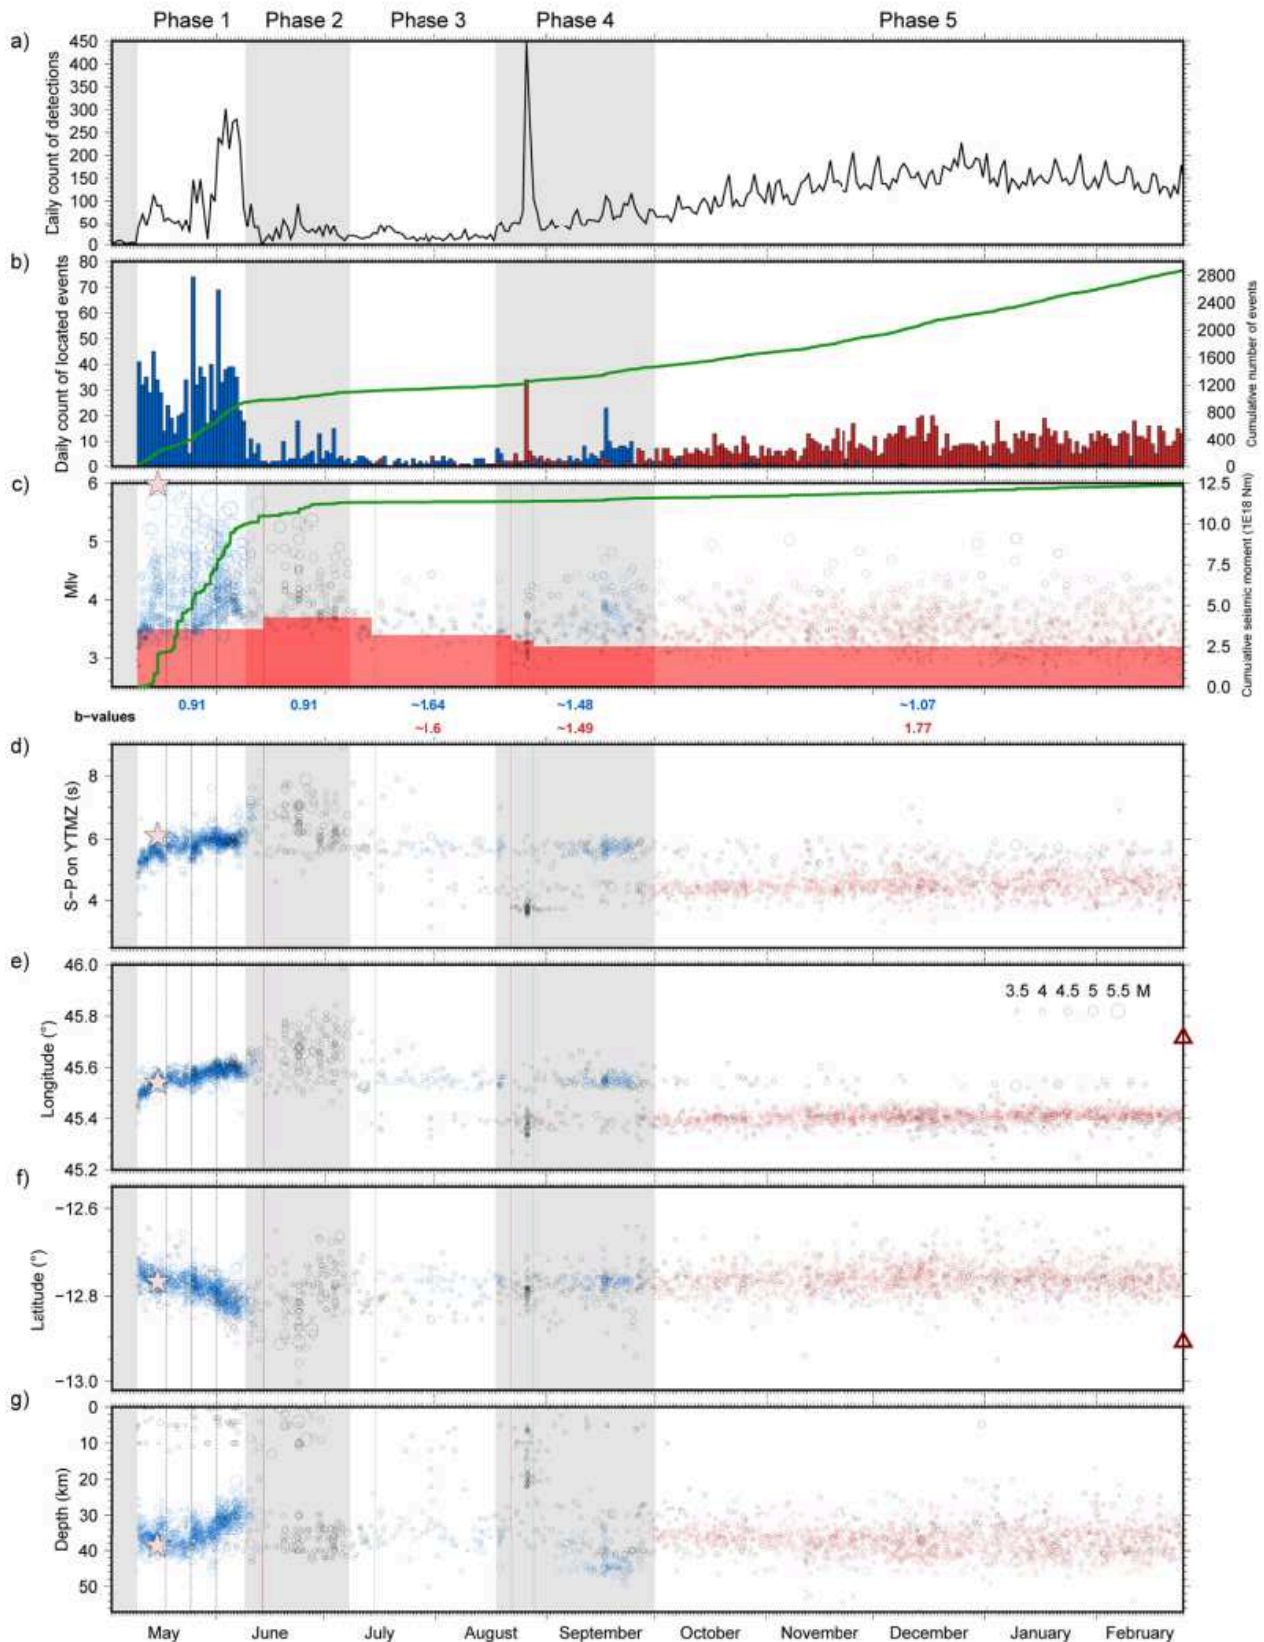 Phase 1 Phase 2 Phase 3 Phase 4 Phase 5
a)
450
400
350
300
250
200
150
100
50
0
Daily count of detections
b)
80
70
60
50
40
30
20
10
0
Daily count of located events
2800
2400
2000
1600
1200
800
400
0
Cumulative number of events
c)
6
5
4
3
Mlv
12.5
10.0
7.5
5.0
2.5
0.0
Cumulative seismic moment (1E18 Nm)
b-values
0.91 0.91 ~1.64 ~1.48 ~1.07
~1.6 ~1.49 1.77
d)
8
6
4
S-P on YTMZ (s)
e)
46.0
45.8
45.6
45.4
45.2
Longitude (°)
3.5 4 4.5 5 5.5 M
f)
-12.6
-12.8
-13.0
Latitude (°)
g)
0
10
20
30
40
50
Depth (km)
May June July August September October November December January February